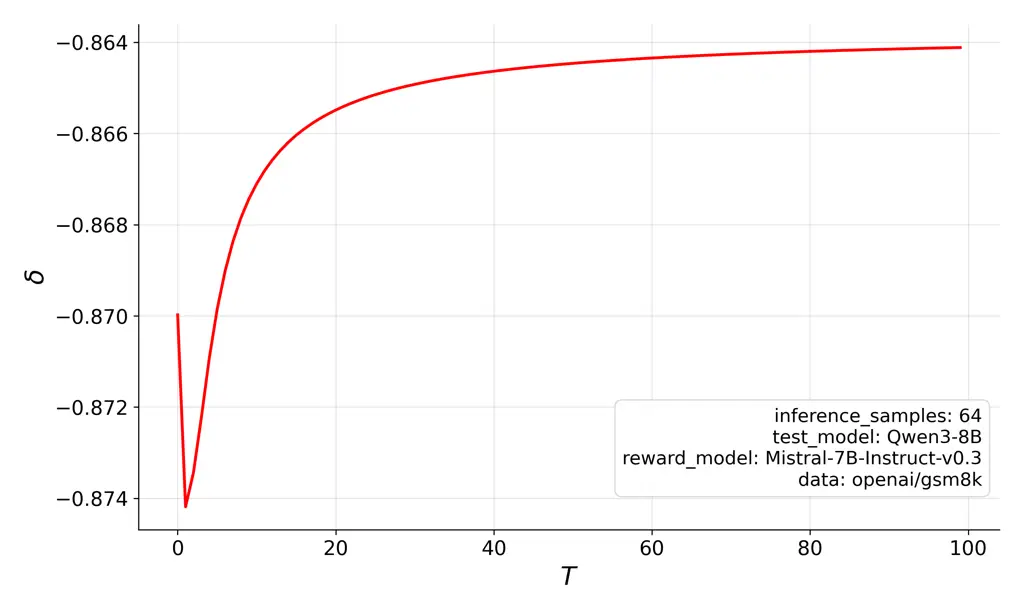 −0.864
−0.866
−0.868
−0.870
−0.872
−0.874
δ
inference_samples: 64
test_model: Qwen3-8B
reward_model: Mistral-7B-Instruct-v0.3
data: openai/gsm8k
0 20 40 60 80 100
T